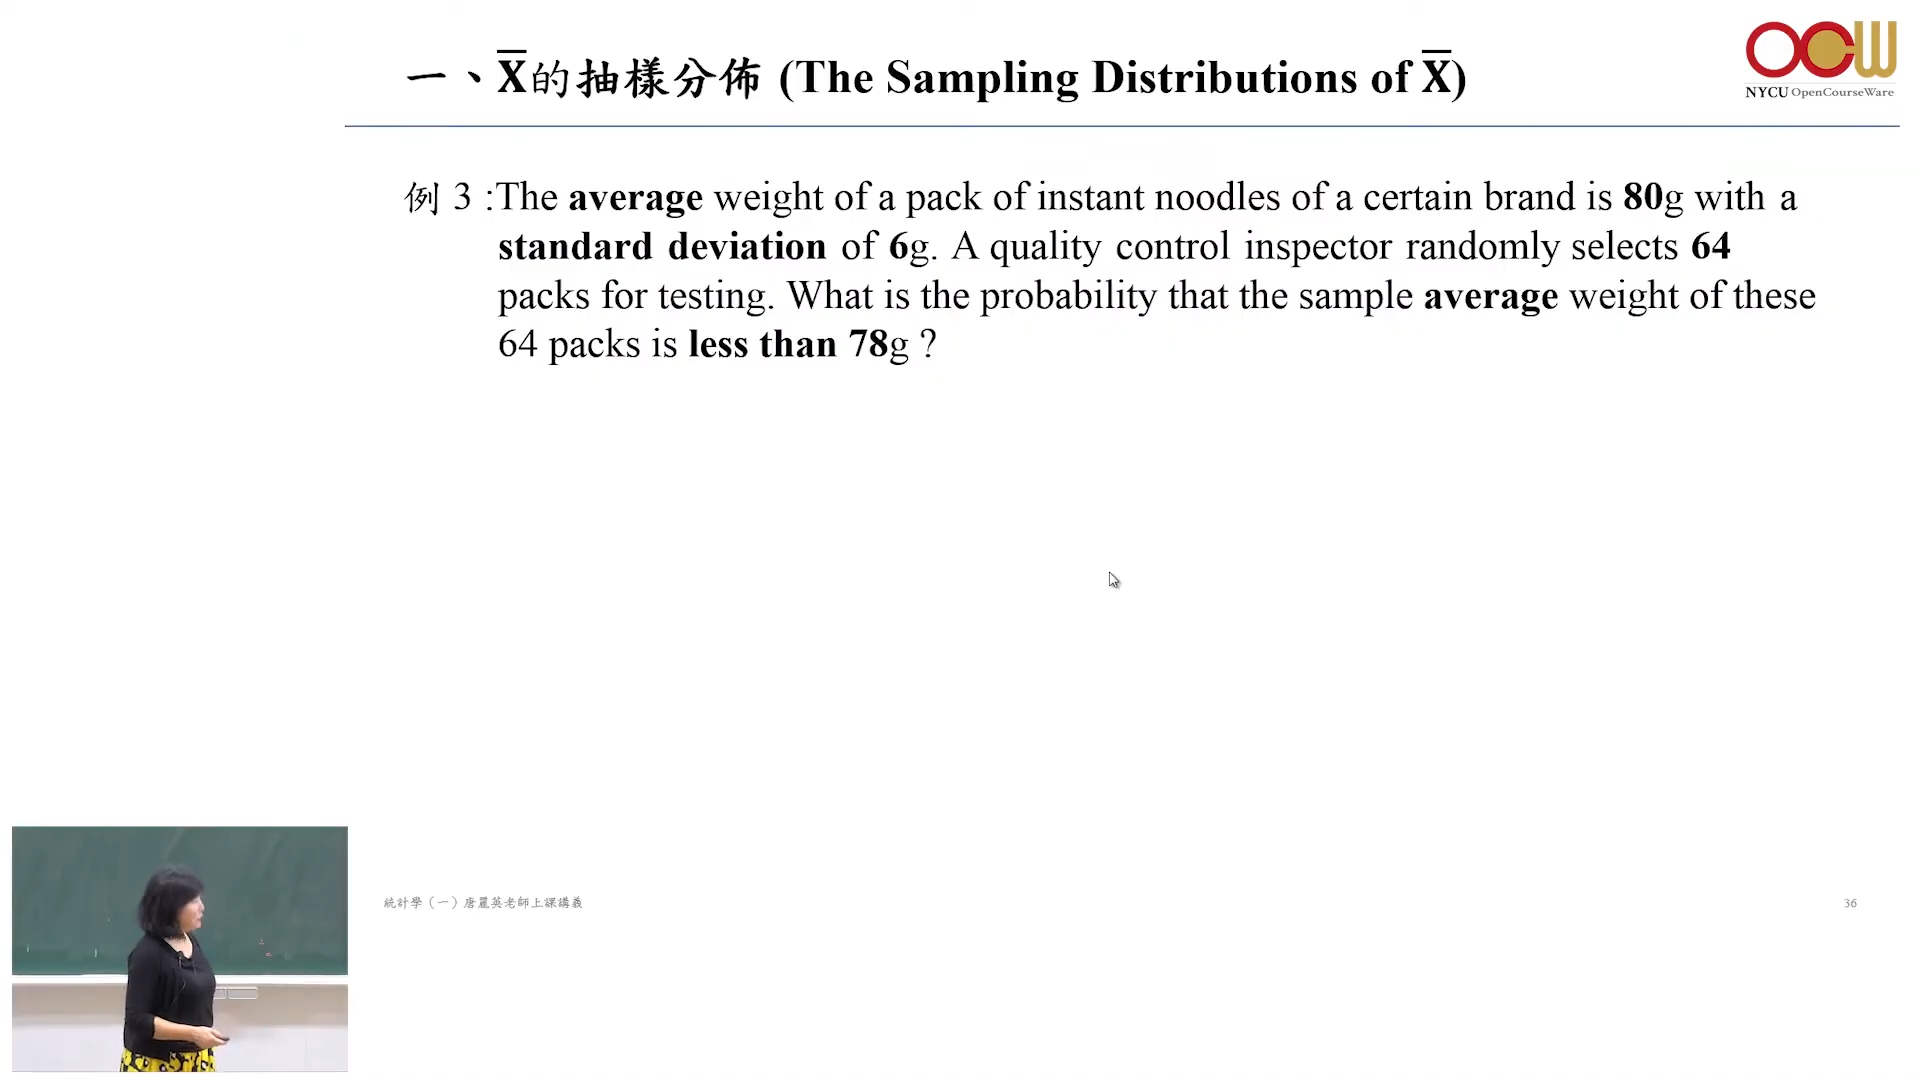 一、X̅的抽樣分佈 (The Sampling Distributions of X̅)
OCW
NYCU OpenCourseWare
例 3 :The average weight of a pack of instant noodles of a certain brand is 80g with a
standard deviation of 6g. A quality control inspector randomly selects 64
packs for testing. What is the probability that the sample average weight of these
64 packs is less than 78g ?
統計學（一）唐麗英老師上課講義
36